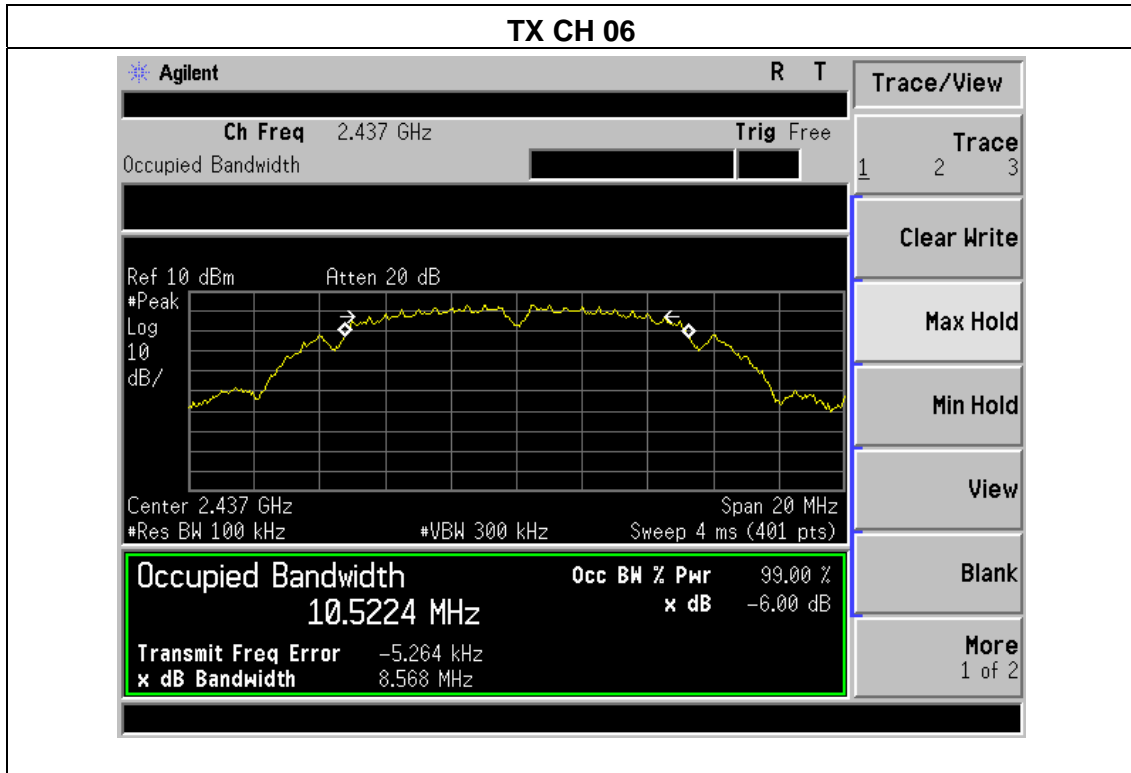 TX CH 06
Agilent R T
Trace/View
Ch Freq 2.437 GHz Trig Free
Occupied Bandwidth
Trace
1 2 3
Clear Write
Ref 10 dBm Atten 20 dB
#Peak
Log
10
dB/
Max Hold
Min Hold
View
Center 2.437 GHz Span 20 MHz
#Res BW 100 kHz #VBW 300 kHz Sweep 4 ms (401 pts)
Occupied Bandwidth Occ BW % Pwr 99.00 %
10.5224 MHz x dB -6.00 dB
Blank
Transmit Freq Error -5.264 kHz
x dB Bandwidth 8.568 MHz
More
1 of 2